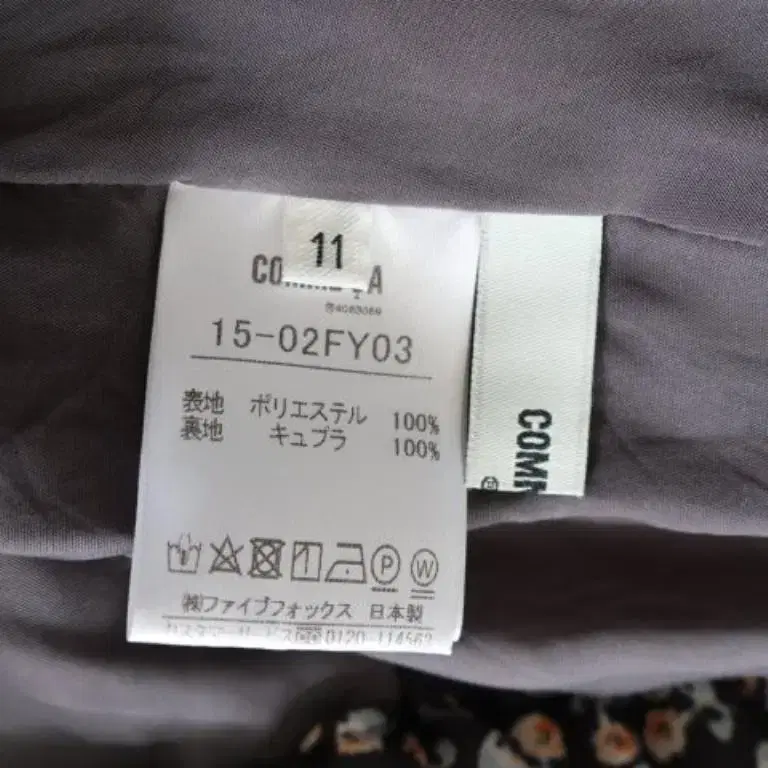 11
15-02FY03
表地 ポリエステル 100%
裏地 キュプラ 100%
P W
㈱ファイブフォックス 日本製
COMM